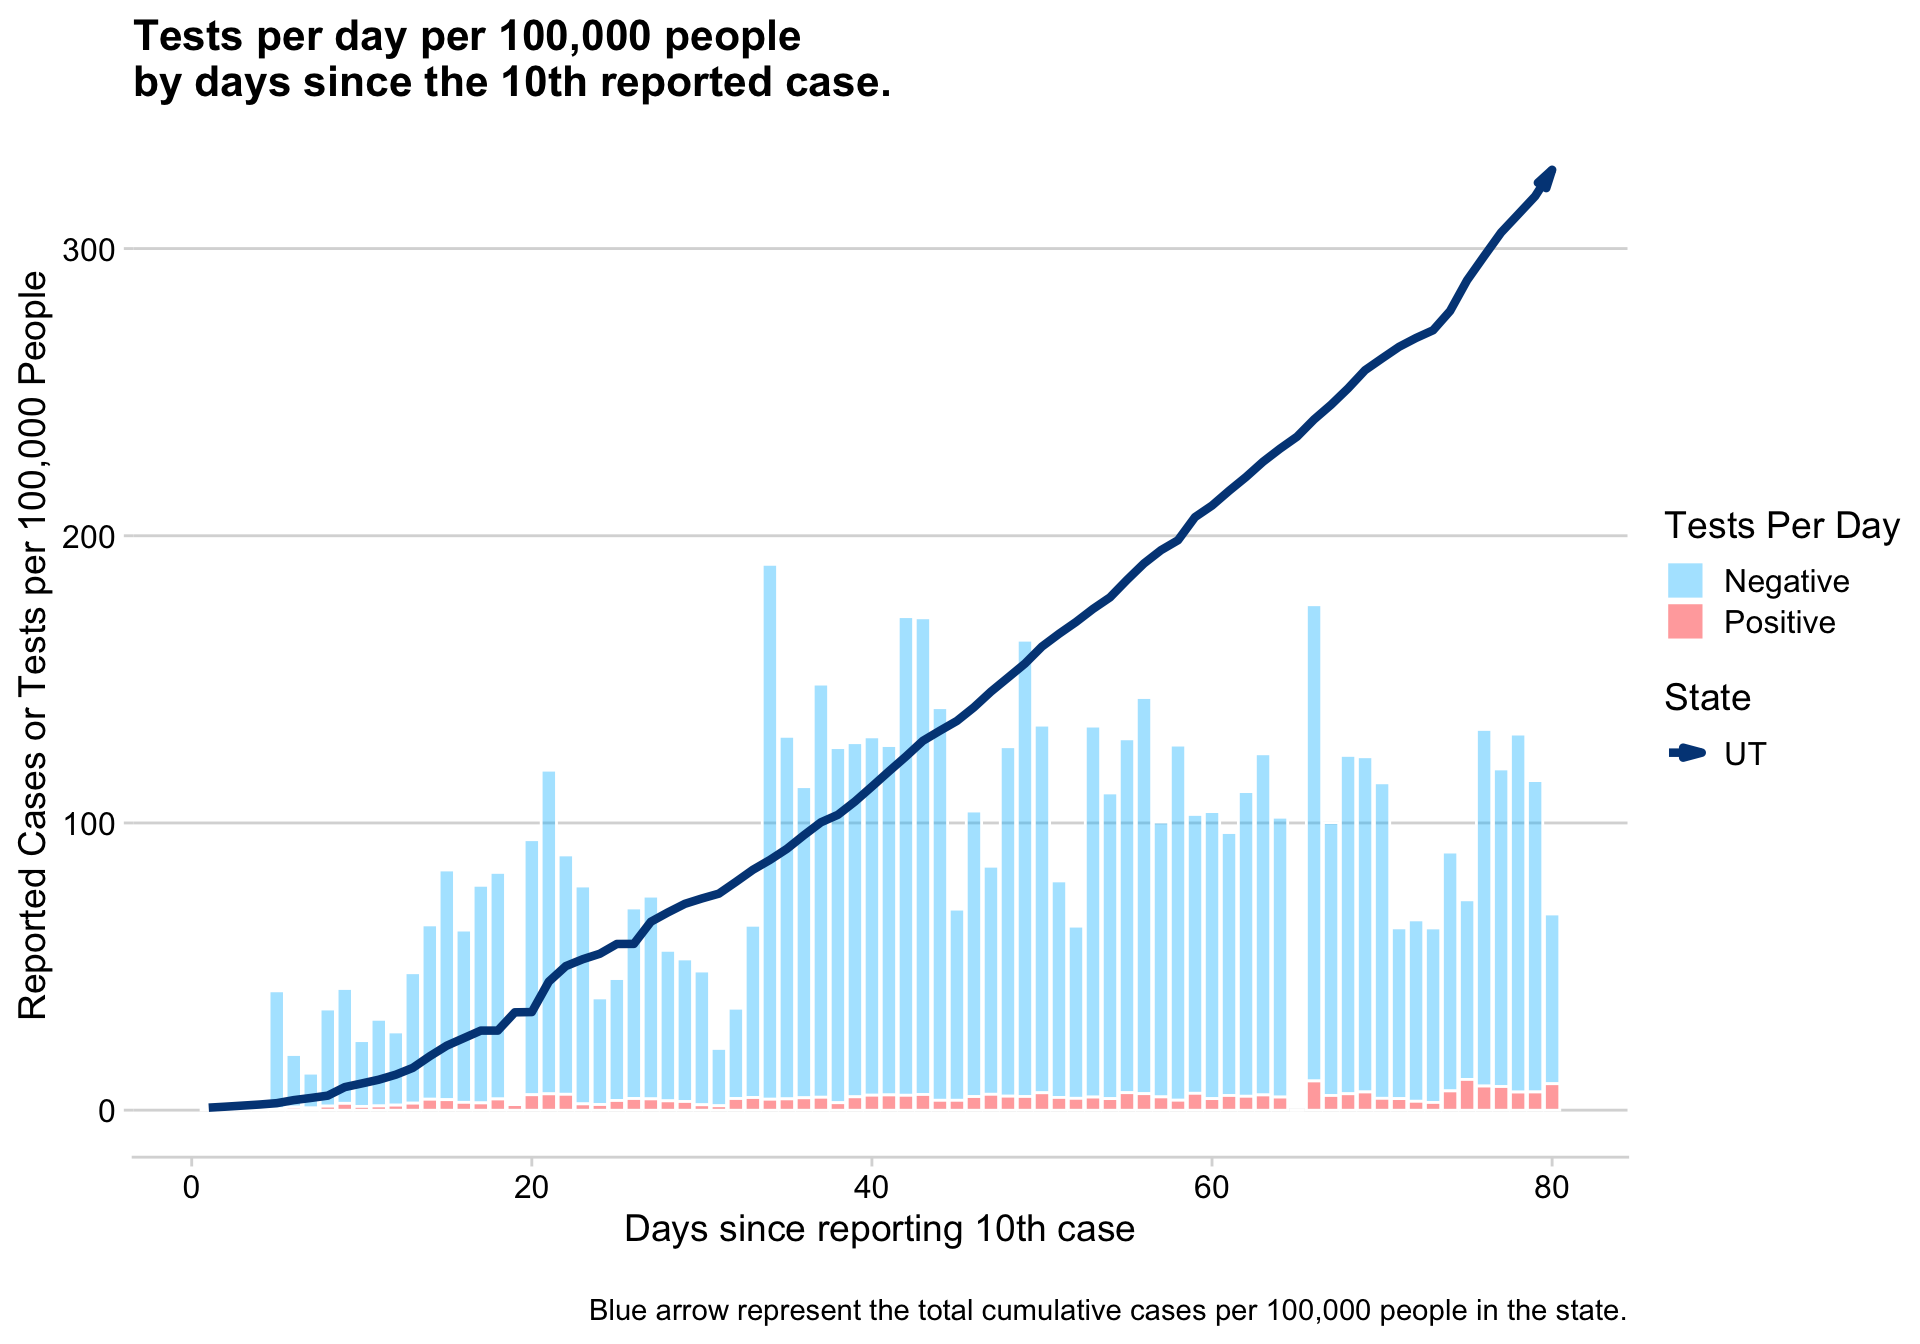 Tests per day per 100,000 people
by days since the 10th reported case.
Reported Cases or Tests per 100,000 People
300
200
100
0
0
20
40
60
80
Days since reporting 10th case
Tests Per Day
Negative
Positive
State
UT
Blue arrow represent the total cumulative cases per 100,000 people in the state.